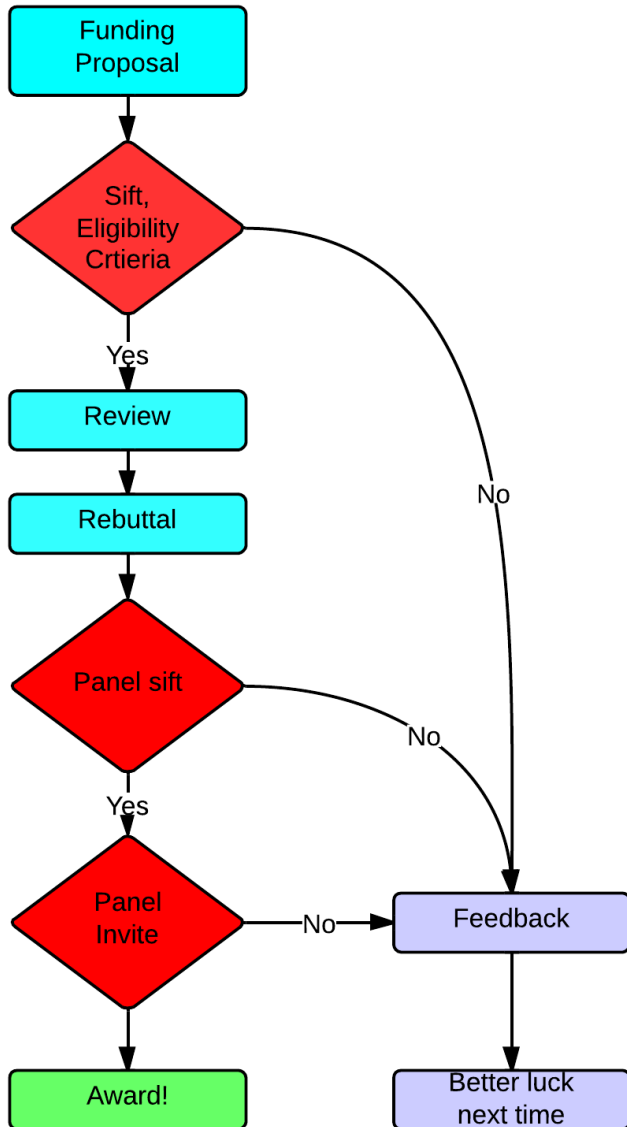 Funding
Proposal
Sift,
Eligibility
Crtieria
Yes
Review
No
Rebuttal
Panel sift
No
Yes
Panel
Invite
No
Feedback
Award!
Better luck
next time